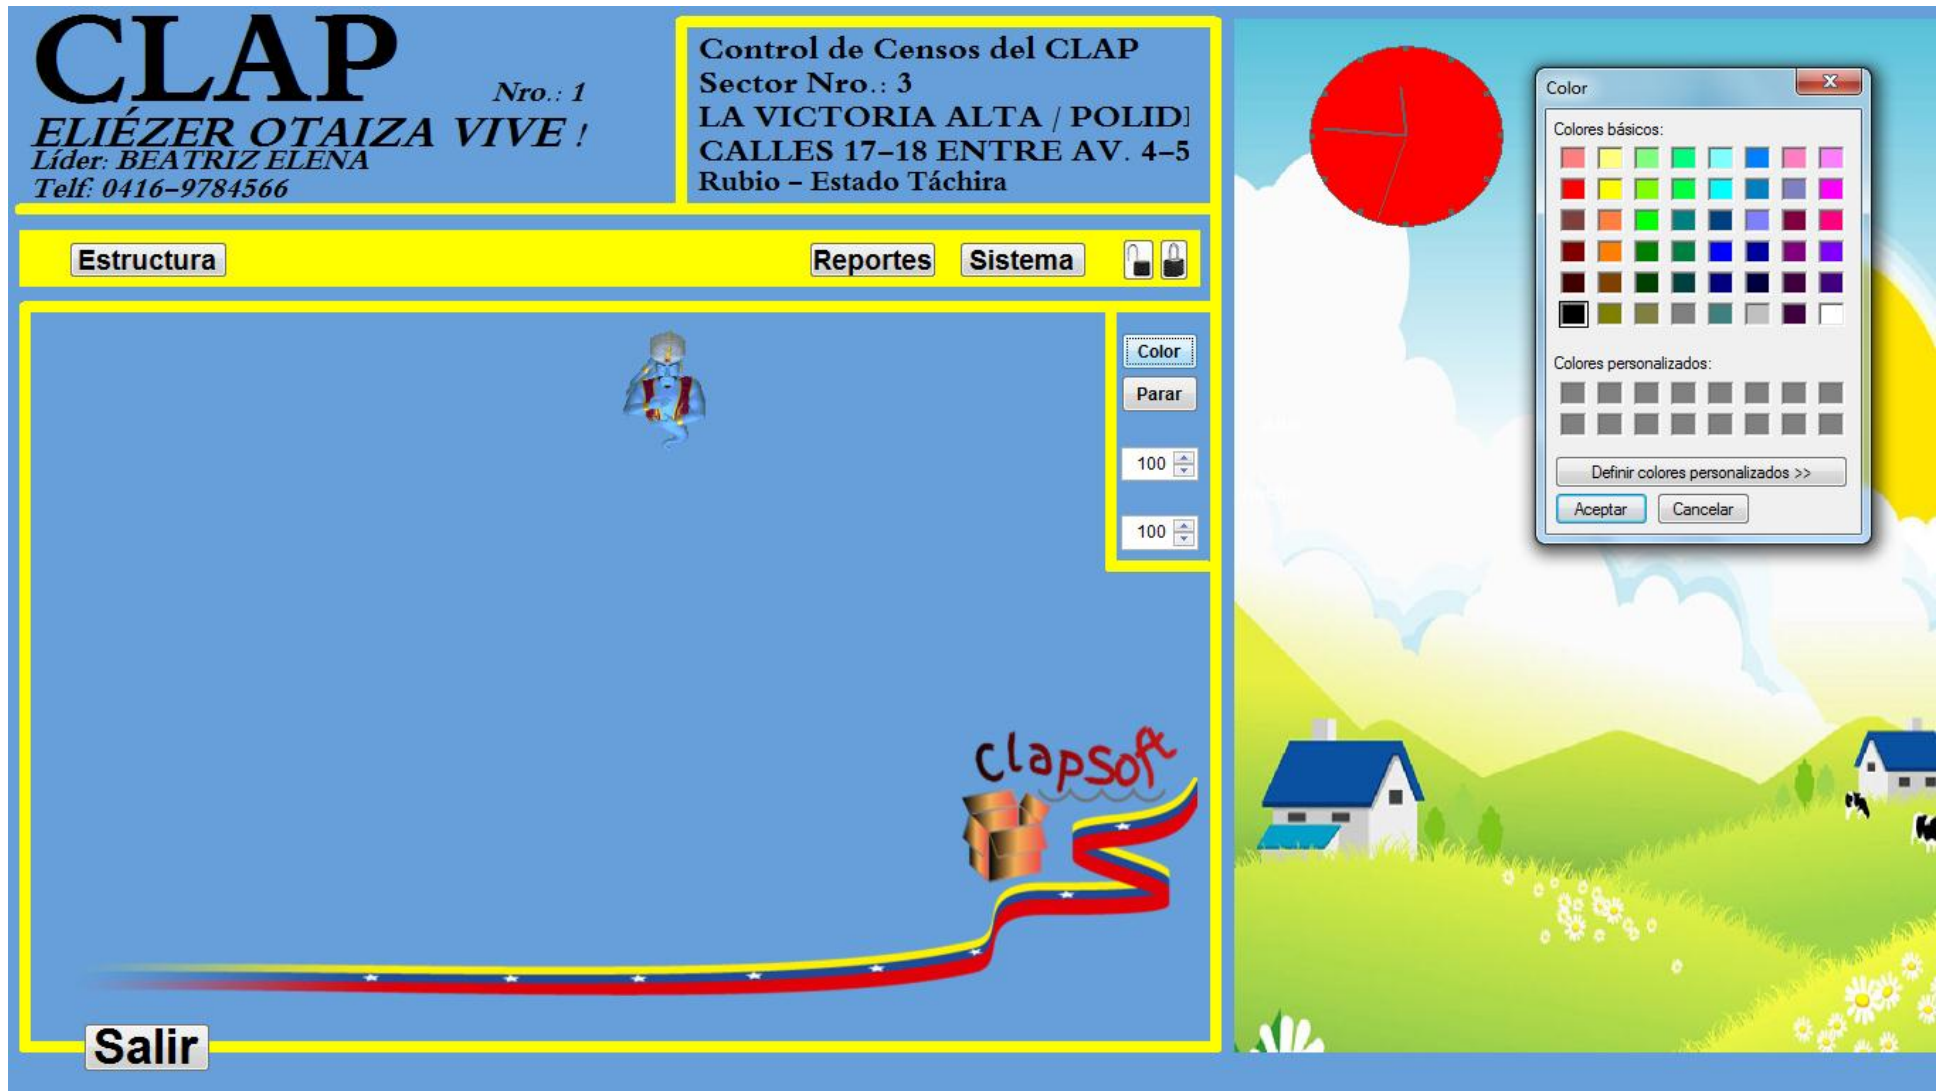 CLAP
Nro.: 1
ELIÉZER OTAIZA VIVE !
Líder: BEATRIZ ELENA
Telf: 0416-9784566
Control de Censos del CLAP
Sector Nro.: 3
LA VICTORIA ALTA / POLIDI
CALLES 17-18 ENTRE AV. 4-5
Rubio - Estado Táchira
Estructura
Reportes
Sistema
Color
Parar
100
100
clapsoft
Salir
Color
Colores básicos:
Colores personalizados:
Definir colores personalizados >>
Aceptar
Cancelar